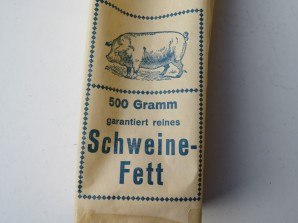 500 Gramm
garantiert reines
Schweine-
Fett